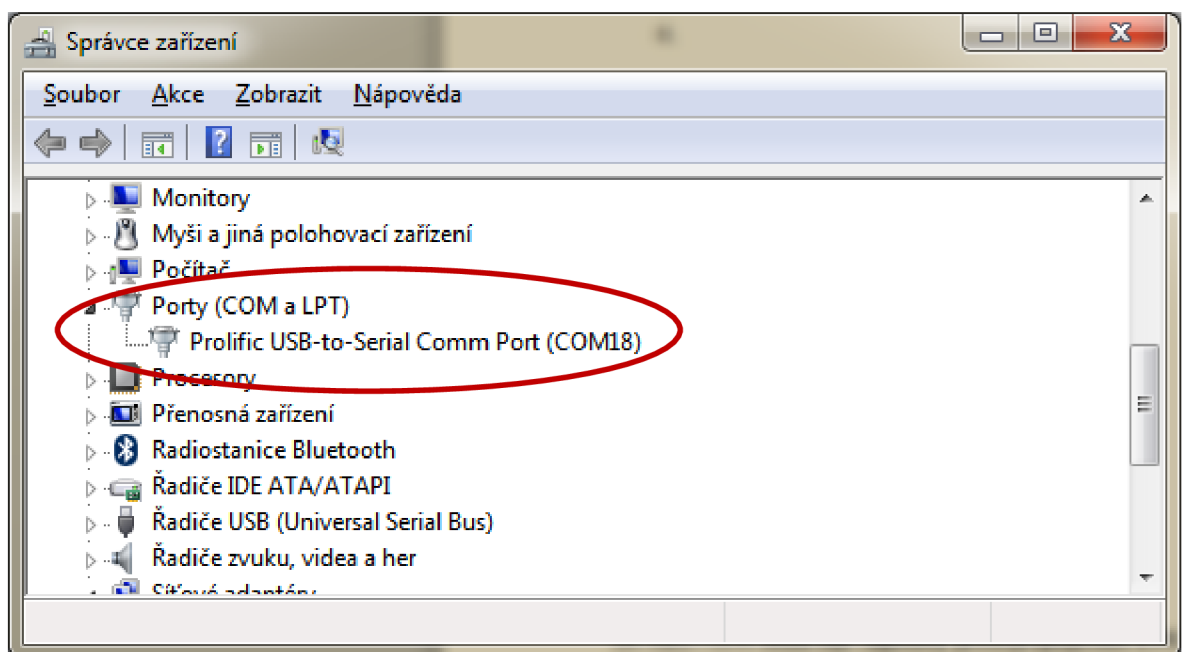 Správce zařízení
Soubor Akce Zobrazit Nápověda
Monitory
Myši a jiná polohovací zařízení
Počítač
Porty (COM a LPT)
Prolific USB-to-Serial Comm Port (COM18)
Procesory
Přenosná zařízení
Radiostanice Bluetooth
Řadiče IDE ATA/ATAPI
Řadiče USB (Universal Serial Bus)
Řadiče zvuku, videa a her
Síťové adaptéry